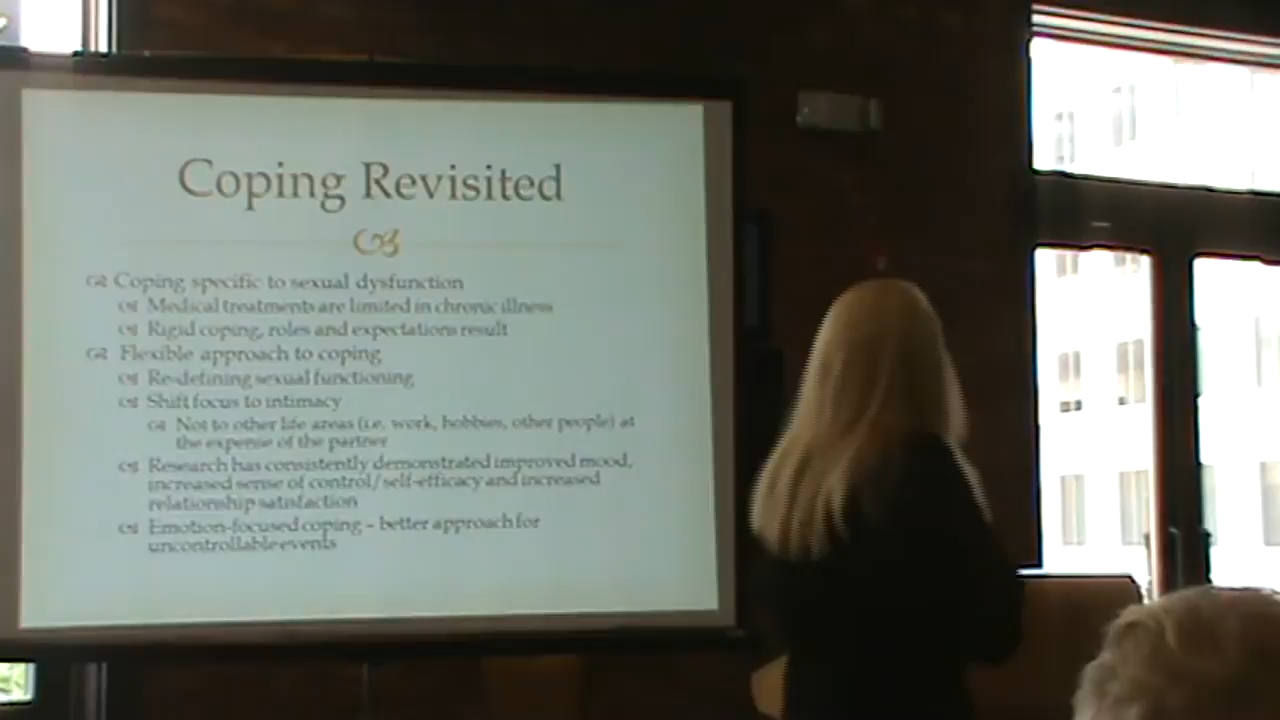 Coping Revisited
Coping specific to sexual dysfunction
Medical treatments are limited in chronic illness
Rigid coping, roles and expectations result
Flexible approach to coping
Re-defining sexual functioning
Shift focus to intimacy
Not to other life areas (i.e. work, hobbies, other people) at
the expense of the partner
Research has consistently demonstrated improved mood,
increased sense of control/self-efficacy and increased
relationship satisfaction
Emotion-focused coping – better approach for
uncontrollable events